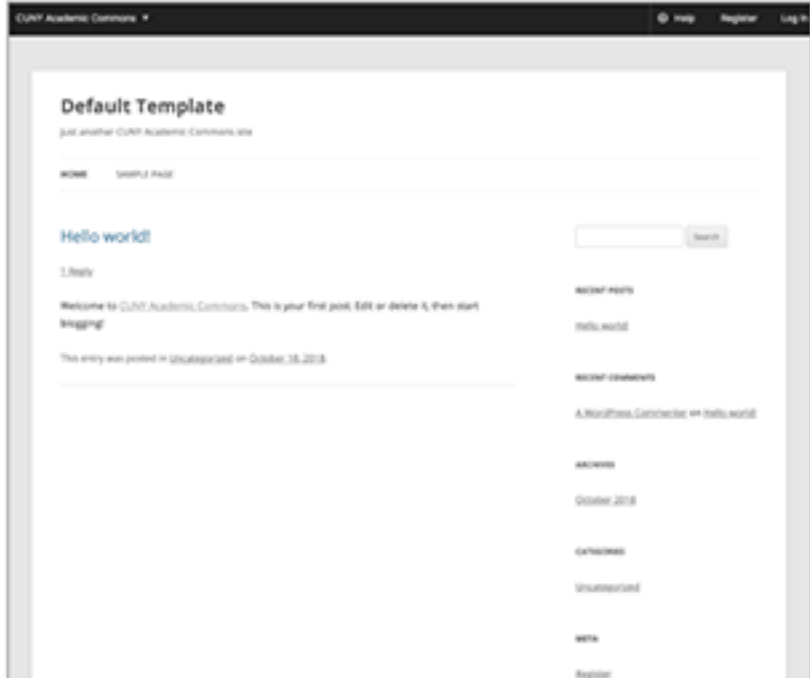 CUNY Academic Commons
Help Register Log In
Default Template
Just another CUNY Academic Commons site
HOME SAMPLE PAGE
Hello world!
1 Reply
Welcome to CUNY Academic Commons. This is your first post. Edit or delete it, then start
blogging!
This entry was posted in Uncategorized on October 18, 2018.
Search
RECENT POSTS
Hello world!
RECENT COMMENTS
A WordPress Commenter on Hello world!
ARCHIVES
October 2018
CATEGORIES
Uncategorized
META
Register